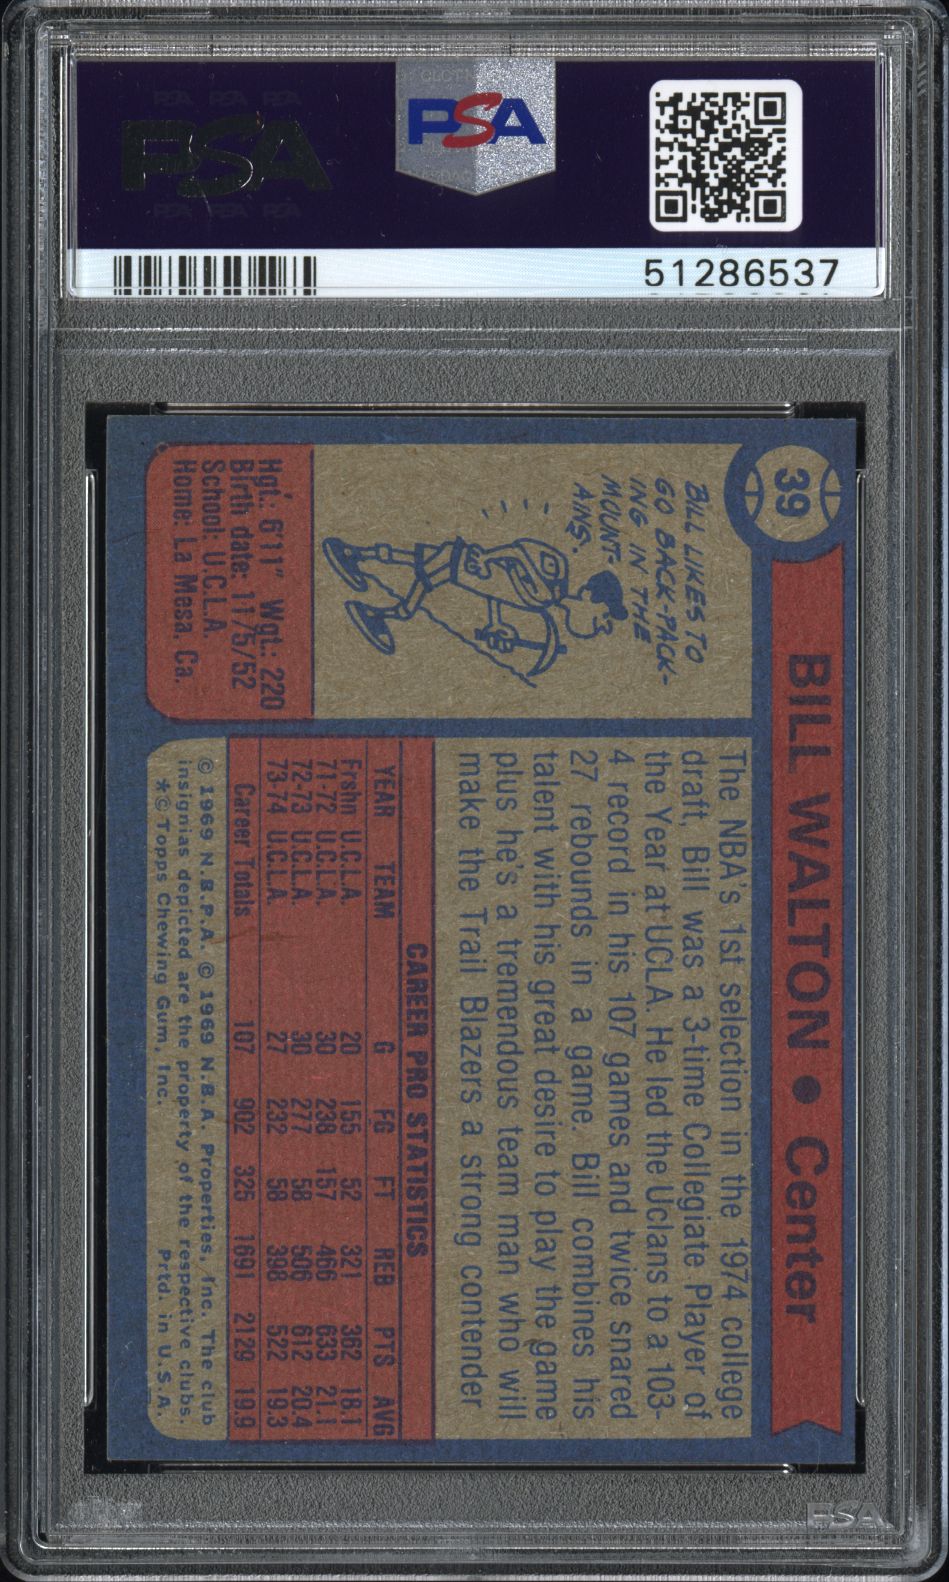 PSA PSA PSA
PSA
PSA PSA PSA
PSA
51286537
39
BILL WALTON • Center
BILL LIKES TO
GO BACK-PACK-
ING IN THE
MOUNT-
AINS.
Hgt.: 6'11" Wgt.: 220
Birth date: 11/5/52
School: U.C.L.A.
Home: La Mesa, Ca.
The NBA's 1st selection in the 1974 college
draft, Bill was a 3-time Collegiate Player of
the Year at UCLA. He led the Uclans to a 103-
4 record in his 107 games and twice snared
27 rebounds in a game. Bill combines his
talent with his great desire to play the game
plus he's a tremendous team man who will
make the Trail Blazers a strong contender
CAREER PRO STATISTICS
YEAR TEAM G FG FT REB PTS AVG
Frshn U.C.L.A. 20 155 52 321 362 18.1
71-72 U.C.L.A. 30 238 157 466 633 21.1
72-73 U.C.L.A. 30 277 58 506 612 20.4
73-74 U.C.L.A. 27 232 58 398 522 19.3
Career Totals 107 902 325 1691 2129 19.9
© 1969 N.B.P.A. © 1969 N.B.A. Properties, Inc. The club
insignias depicted are the property of the respective clubs.
*© Topps Chewing Gum, Inc. Prtd. in U.S.A.
PSA